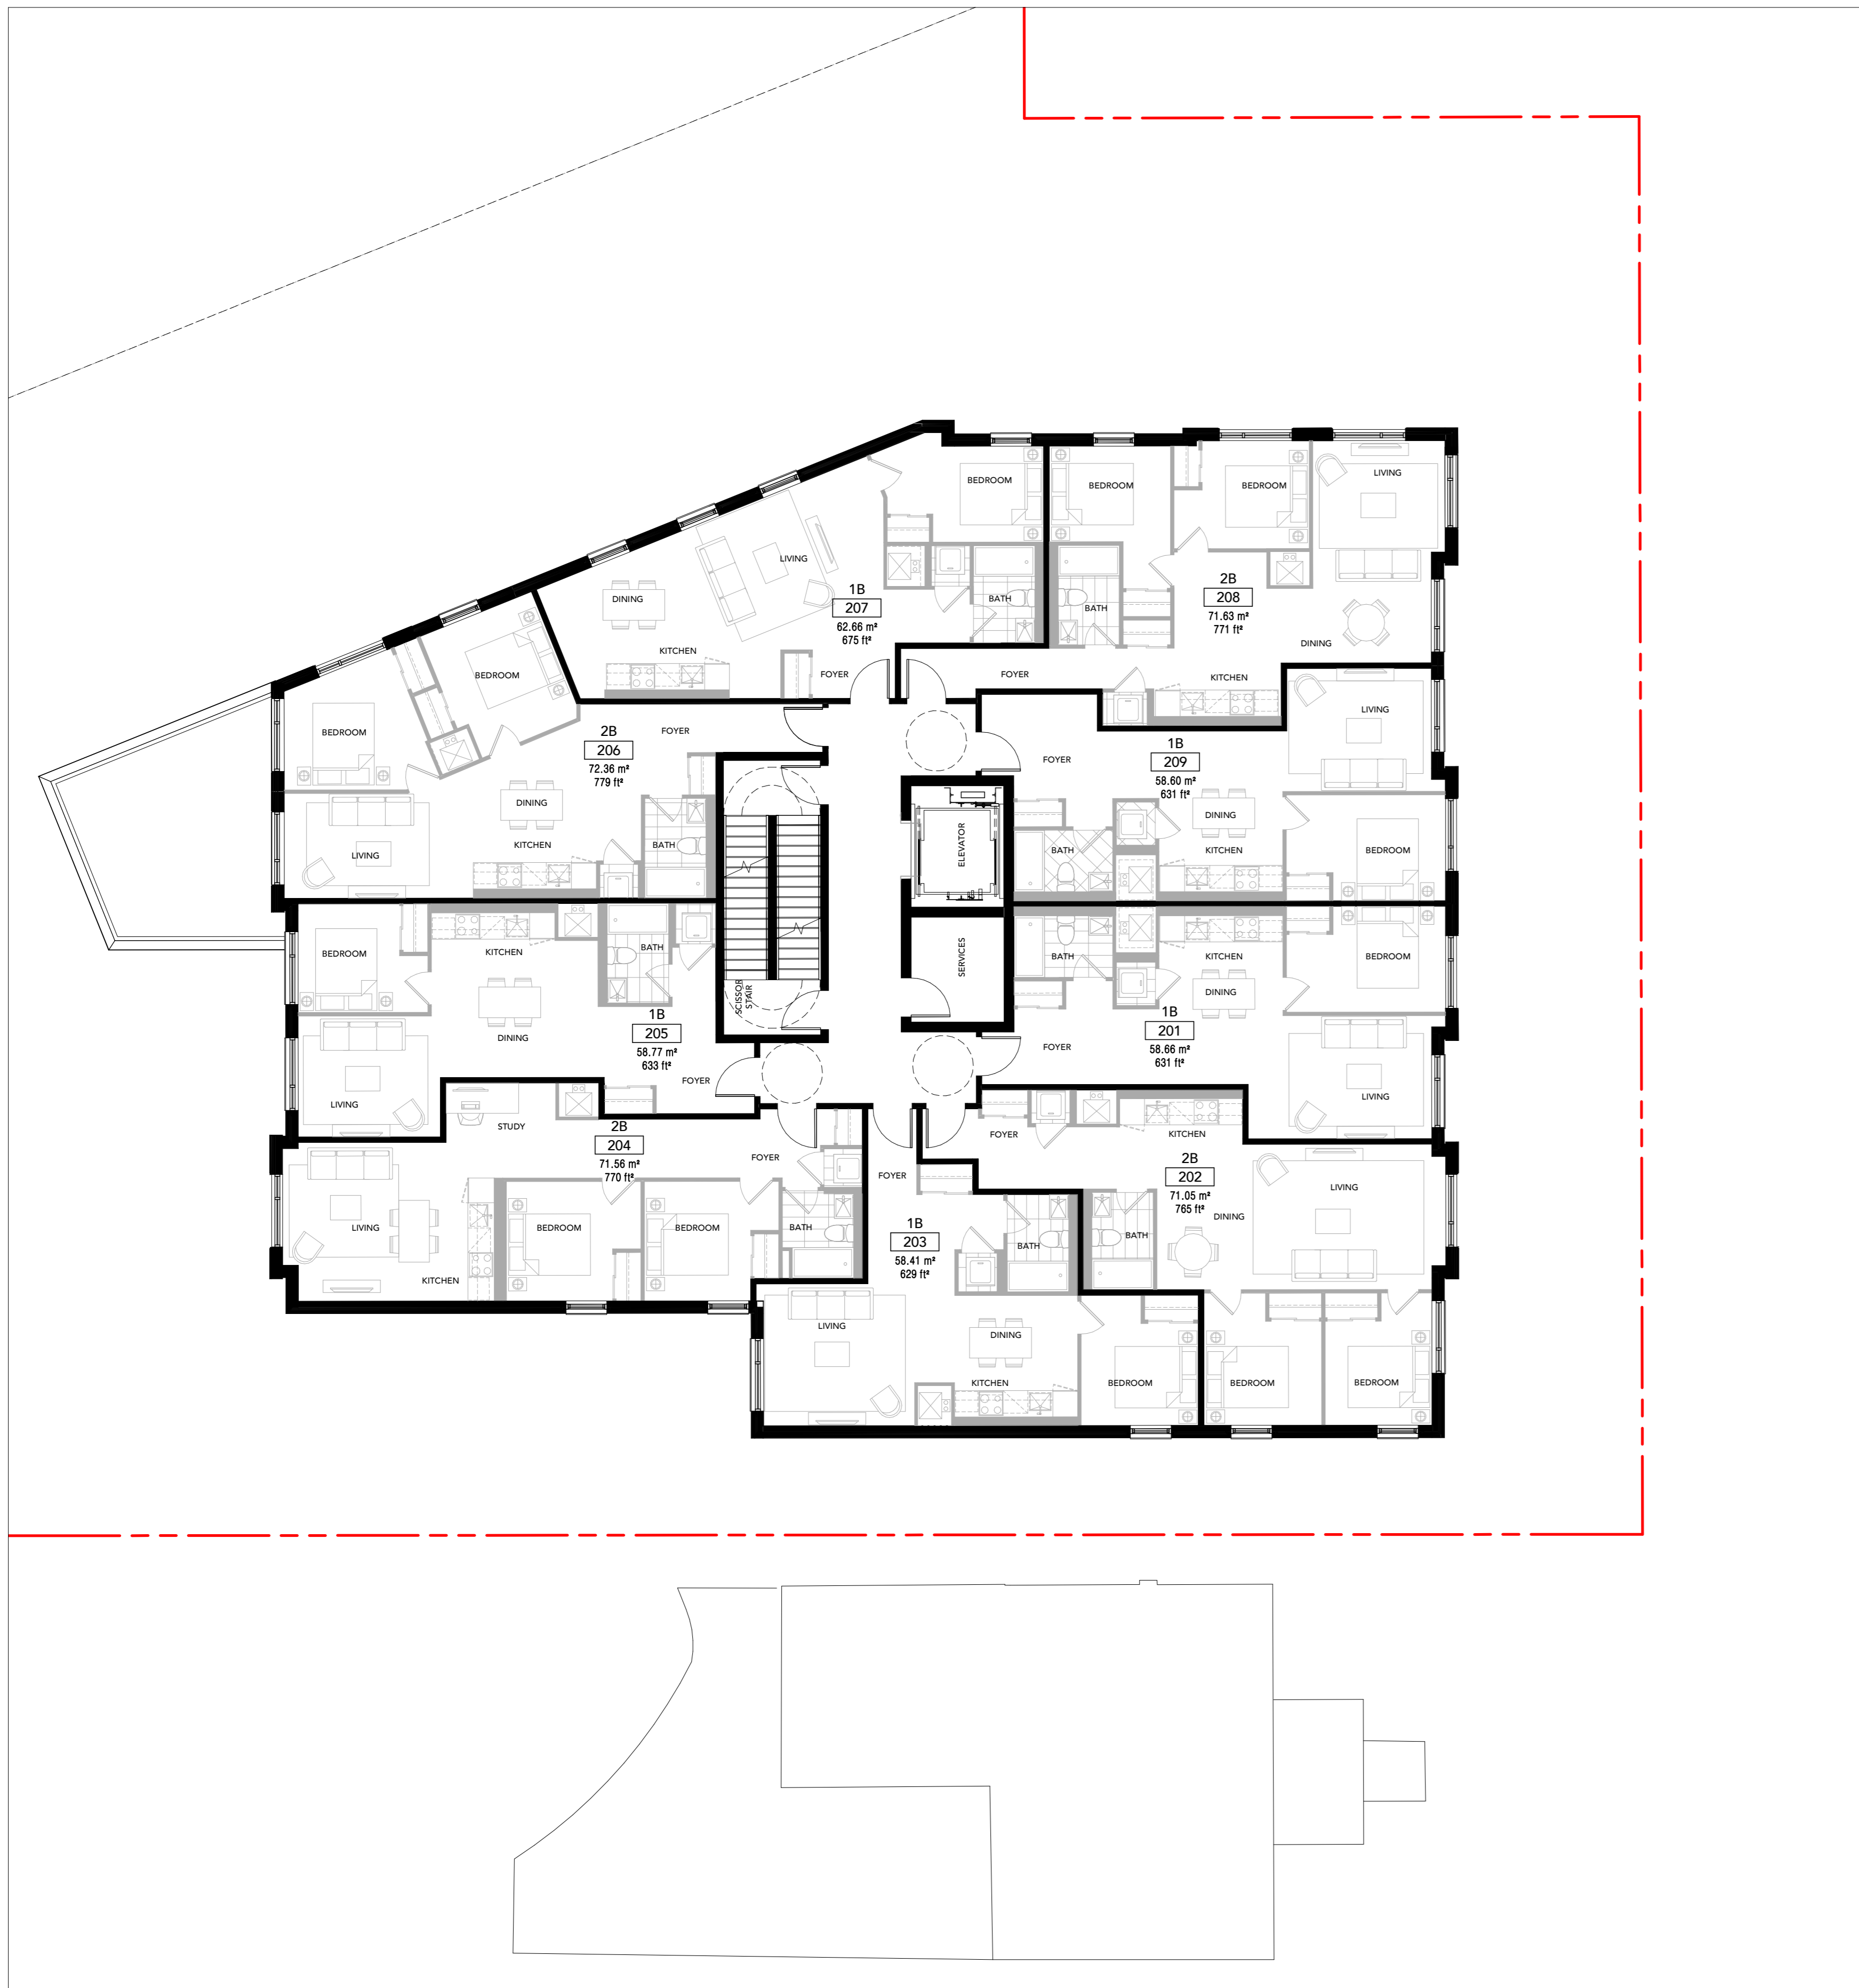 BEDROOM
BEDROOM
BEDROOM
LIVING
LIVING
1B
207
62.66 m²
675 ft²
DINING
BATH
BATH
2B
208
71.63 m²
771 ft²
DINING
KITCHEN
FOYER
FOYER
KITCHEN
BEDROOM
BEDROOM
2B
206
72.36 m²
779 ft²
FOYER
DINING
KITCHEN
BATH
LIVING
LIVING
1B
209
58.60 m²
631 ft²
FOYER
DINING
KITCHEN
BATH
BEDROOM
ELEVATOR
SERVICES
SCISSOR
STAIR
BEDROOM
KITCHEN
BATH
DINING
1B
205
58.77 m²
633 ft²
FOYER
LIVING
BATH
KITCHEN
DINING
BEDROOM
1B
201
58.66 m²
631 ft²
FOYER
LIVING
STUDY
2B
204
71.56 m²
770 ft²
FOYER
LIVING
KITCHEN
BEDROOM
BEDROOM
BATH
FOYER
1B
203
58.41 m²
629 ft²
BATH
LIVING
DINING
KITCHEN
BEDROOM
FOYER
KITCHEN
2B
202
71.05 m²
765 ft²
DINING
LIVING
BATH
BEDROOM
BEDROOM